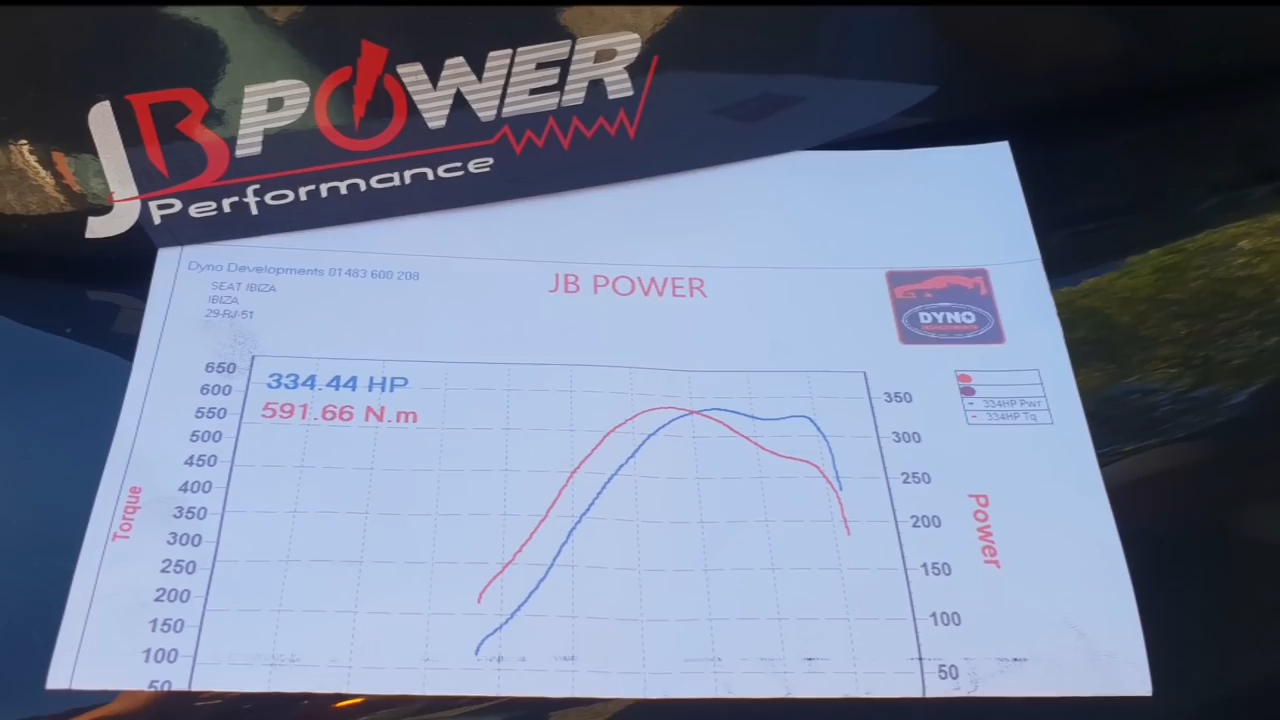 JB POWER
Performance
Dyno Developments 01483 600 208
JB POWER
SEAT IBIZA
IBIZA
29-RJ-51
DYNO
334.44 HP
591.66 N.m
650
600
550
500
450
400
350
300
250
200
150
100
50
Torque
350
300
250
200
150
100
50
Power
334HP Pwr
334HP Tq